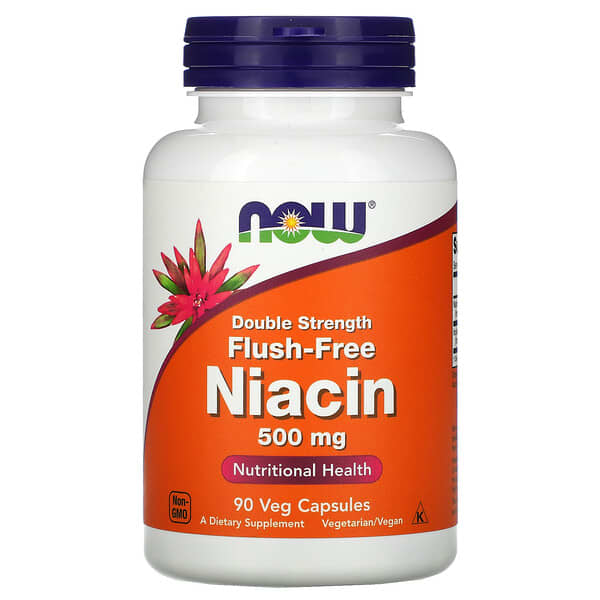 NOW®
Double Strength
Flush-Free
Niacin
500 mg
Nutritional Health
90 Veg Capsules
Non-
GMO
A Dietary Supplement Vegetarian/Vegan
K